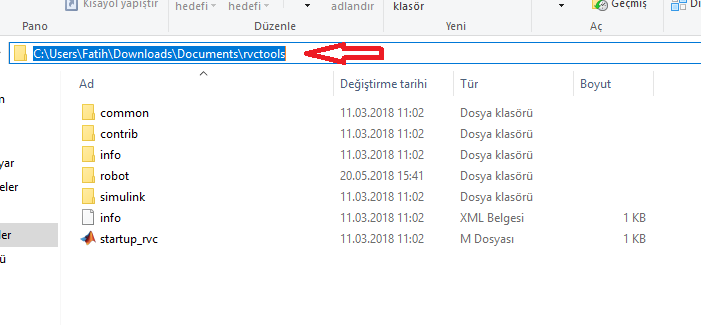 Kısayol yapıştır
hedefi hedefi adlandır klasör Geçmiş
Pano Düzenle Yeni Aç
C:\Users\Fatih\Downloads\Documents\rvctools
Ad Değiştirme tarihi Tür Boyut
common 11.03.2018 11:02 Dosya klasörü
contrib 11.03.2018 11:02 Dosya klasörü
info 11.03.2018 11:02 Dosya klasörü
robot 20.05.2018 15:41 Dosya klasörü
simulink 11.03.2018 11:02 Dosya klasörü
info 11.03.2018 11:02 XML Belgesi 1 KB
startup_rvc 11.03.2018 11:02 M Dosyası 1 KB